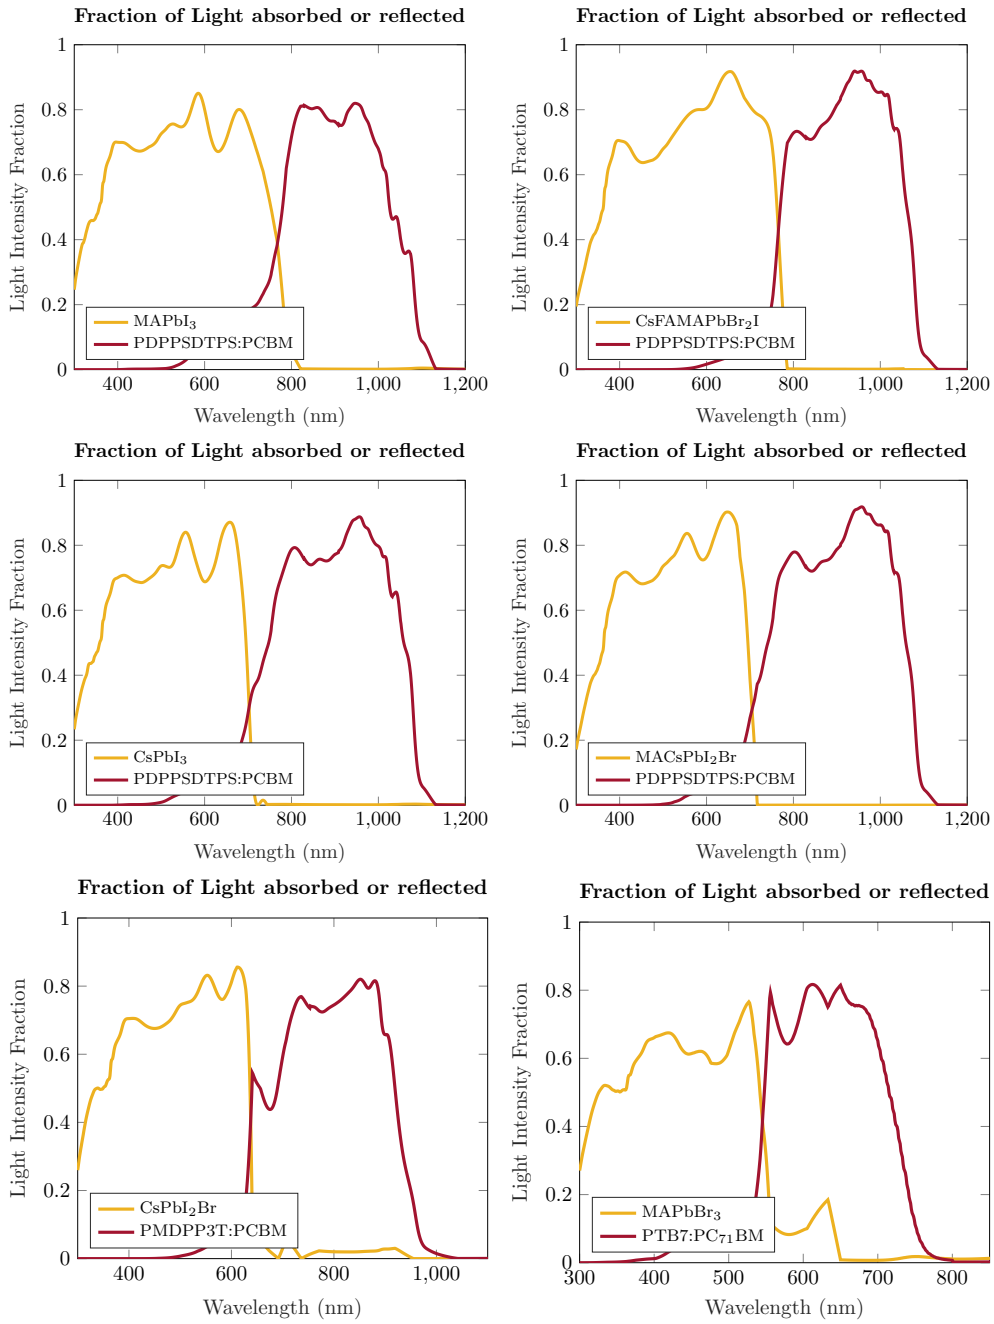 Fraction of Light absorbed or reflected
Light Intensity Fraction
1
0.8
0.6
0.4
0.2
0
MAPbI₃
PDPPSDTPS:PCBM
400 600 800 1,000 1,200
Wavelength (nm)
Fraction of Light absorbed or reflected
Light Intensity Fraction
1
0.8
0.6
0.4
0.2
0
CsFAMAPbBr₂I
PDPPSDTPS:PCBM
400 600 800 1,000 1,200
Wavelength (nm)
Fraction of Light absorbed or reflected
Light Intensity Fraction
1
0.8
0.6
0.4
0.2
0
CsPbI₃
PDPPSDTPS:PCBM
400 600 800 1,000 1,200
Wavelength (nm)
Fraction of Light absorbed or reflected
Light Intensity Fraction
1
0.8
0.6
0.4
0.2
0
MACsPbI₂Br
PDPPSDTPS:PCBM
400 600 800 1,000 1,200
Wavelength (nm)
Fraction of Light absorbed or reflected
Light Intensity Fraction
1
0.8
0.6
0.4
0.2
0
CsPbI₂Br
PMDPP3T:PCBM
400 600 800 1,000
Wavelength (nm)
Fraction of Light absorbed or reflected
Light Intensity Fraction
1
0.8
0.6
0.4
0.2
0
MAPbBr₃
PTB7:PC₇₁BM
300 400 500 600 700 800
Wavelength (nm)